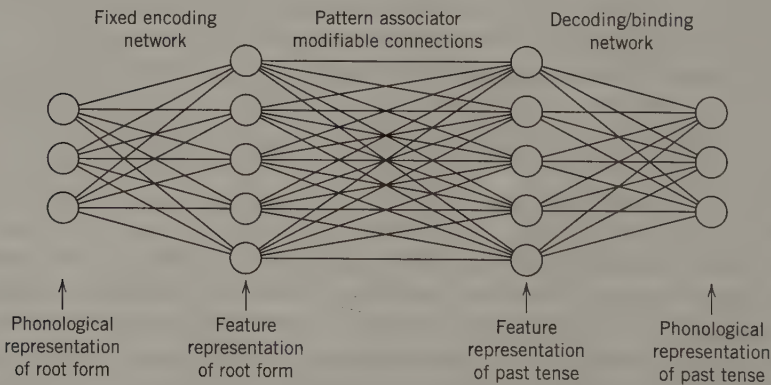 Fixed encoding
network
Pattern associator
modifiable connections
Decoding/binding
network
Phonological
representation
of root form
Feature
representation
of root form
Feature
representation
of past tense
Phonological
representation
of past tense